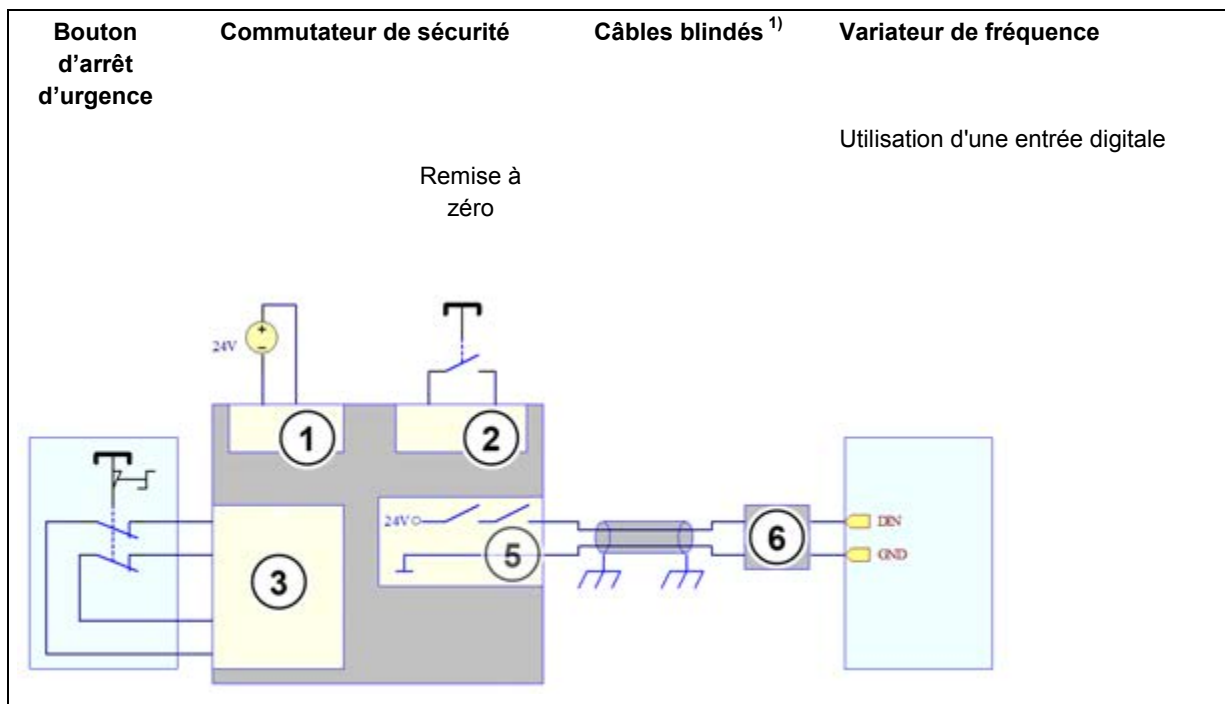 Bouton
d’arrêt
d’urgence
Commutateur de sécurité
Câbles blindés 1)
Variateur de fréquence
Utilisation d'une entrée digitale
Remise à
zéro
24V
+
−
1
2
3
24V
5
6
DIN
GND